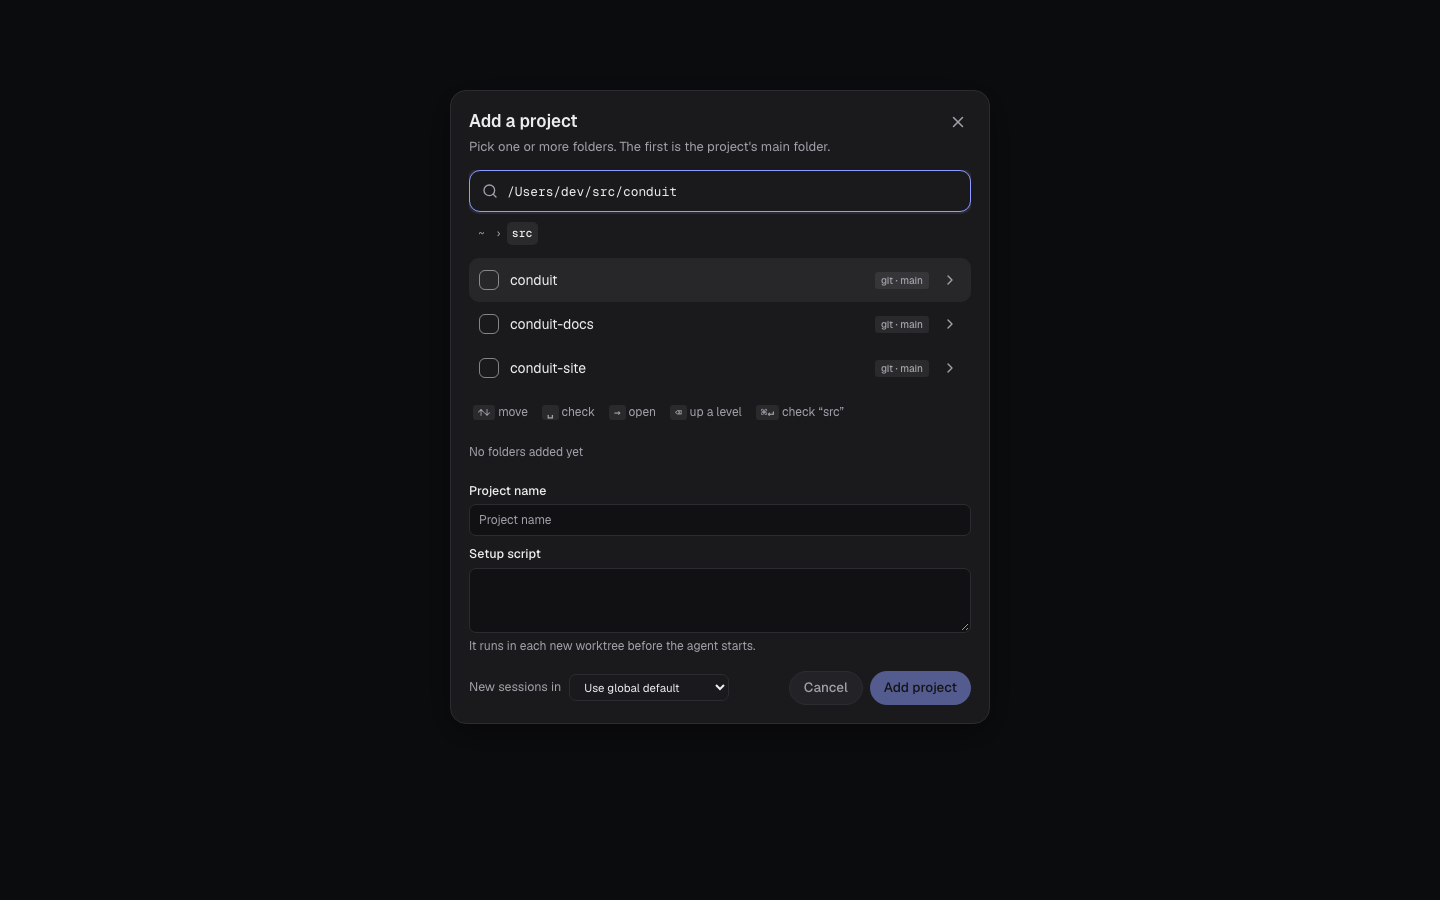 Add a project
Pick one or more folders. The first is the project's main folder.
/Users/dev/src/conduit
~ › src
conduit git · main
conduit-docs git · main
conduit-site git · main
↑↓ move ␣ check → open ⌫ up a level ⌘↵ check “src”
No folders added yet
Project name
Project name
Setup script
It runs in each new worktree before the agent starts.
New sessions in Use global default Cancel Add project